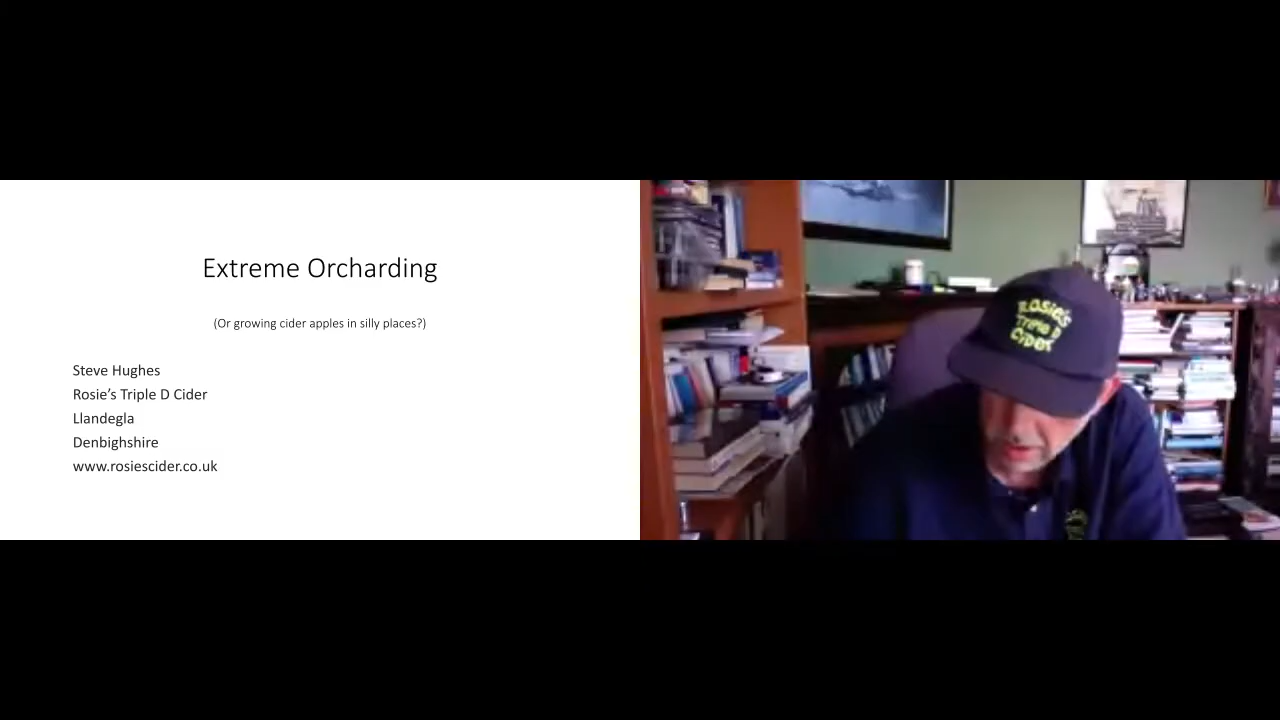 Extreme Orcharding
(Or growing cider apples in silly places?)
Steve Hughes
Rosie's Triple D Cider
Llandegla
Denbighshire
www.rosiescider.co.uk
Rosie's
Triple D
Cider